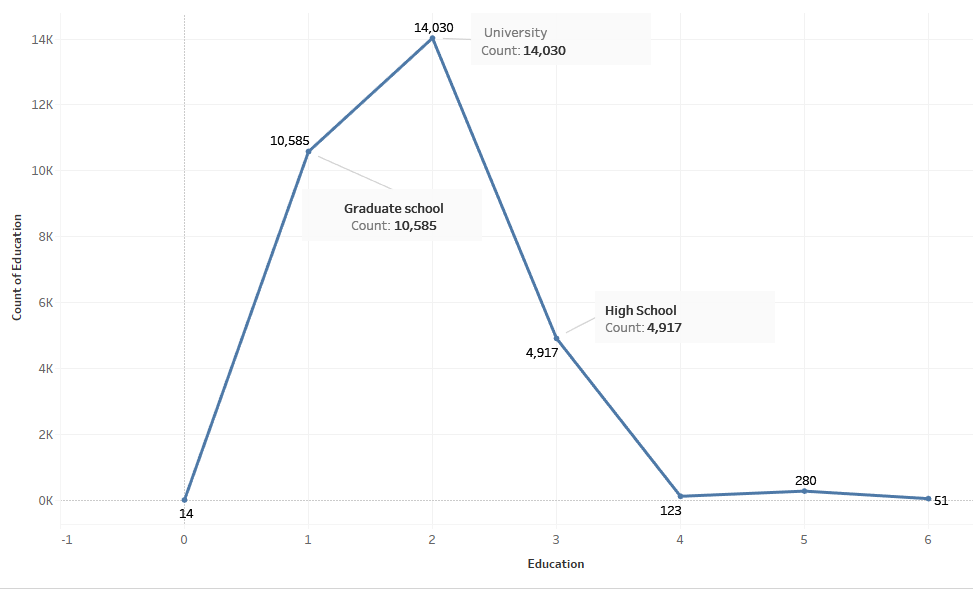 14,030
University
Count: 14,030
14K
12K
10,585
10K
Graduate school
Count: 10,585
8K
Count of Education
6K
High School
Count: 4,917
4,917
4K
2K
280
0K
14
123
51
-1
0
1
2
3
4
5
6
Education